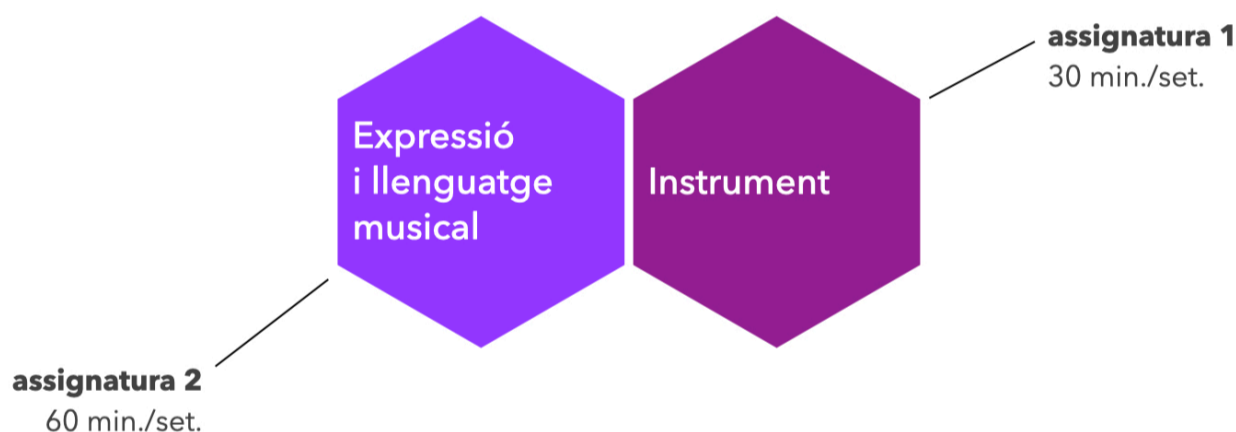 assignatura 1
30 min./set.
Expressió
i llenguatge
musical
Instrument
assignatura 2
60 min./set.